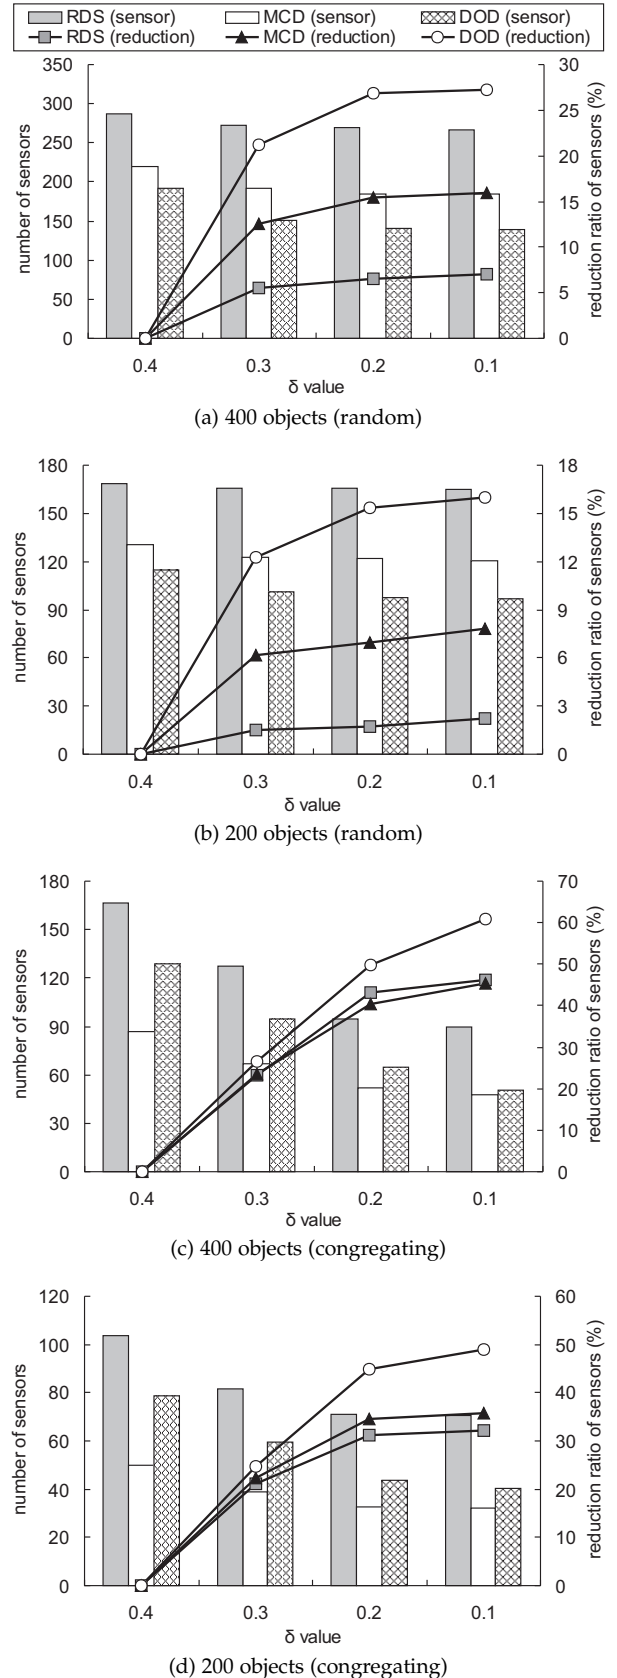 RDS (sensor) MCD (sensor) DOD (sensor)
RDS (reduction) MCD (reduction) DOD (reduction)
350 30
300 25
250 20
200 15
150 10
100 5
50
0 0
number of sensors
reduction ratio of sensors (%)
0.4 0.3 0.2 0.1
δ value
(a) 400 objects (random)
180 18
150 15
120 12
90 9
60 6
30 3
0 0
number of sensors
reduction ratio of sensors (%)
0.4 0.3 0.2 0.1
δ value
(b) 200 objects (random)
180 70
150 60
120 50
90 40
60 30
30 20
10
0 0
number of sensors
reduction ratio of sensors (%)
0.4 0.3 0.2 0.1
δ value
(c) 400 objects (congregating)
120 60
100 50
80 40
60 30
40 20
20 10
0 0
number of sensors
reduction ratio of sensors (%)
0.4 0.3 0.2 0.1
δ value
(d) 200 objects (congregating)